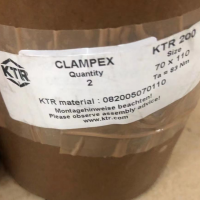 KTR
CLAMPEX
Quantity
2
KTR 200
Size
70 X 110
Ta = 83 Nm
KTR material : 082005070110
Montagehinweise beachten!
Please observe assembly advice!
www.ktr.com